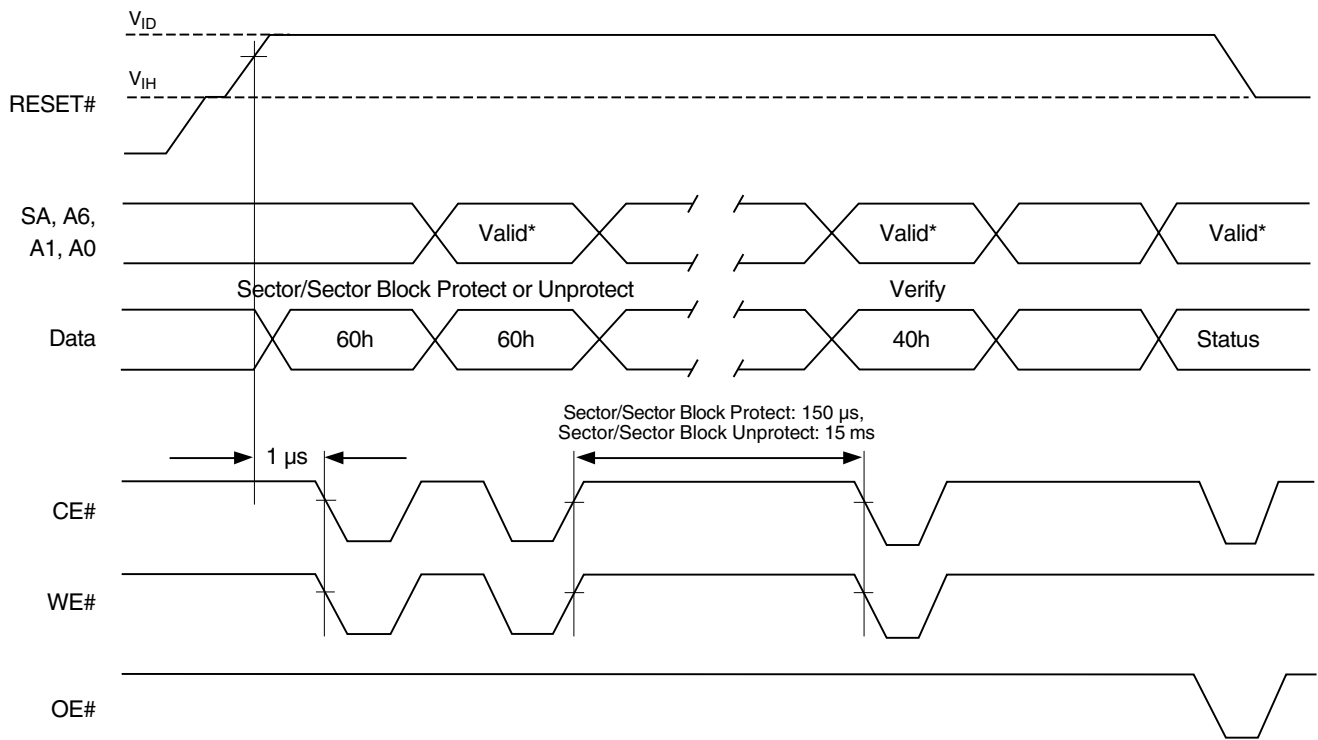 VID
VIH
RESET#
SA, A6,
A1, A0
Valid*
Valid*
Valid*
Sector/Sector Block Protect or Unprotect
Verify
Data
60h
60h
40h
Status
Sector/Sector Block Protect: 150 µs,
Sector/Sector Block Unprotect: 15 ms
1 µs
CE#
WE#
OE#